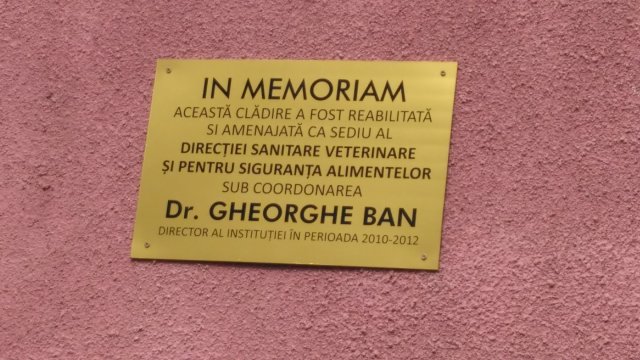 IN MEMORIAM
ACEASTĂ CLĂDIRE A FOST REABILITATĂ
SI AMENAJATĂ CA SEDIU AL
DIRECȚIEI SANITARE VETERINARE
ȘI PENTRU SIGURANȚA ALIMENTELOR
SUB COORDONAREA
Dr. GHEORGHE BAN
DIRECTOR AL INSTITUȚIEI ÎN PERIOADA 2010-2012